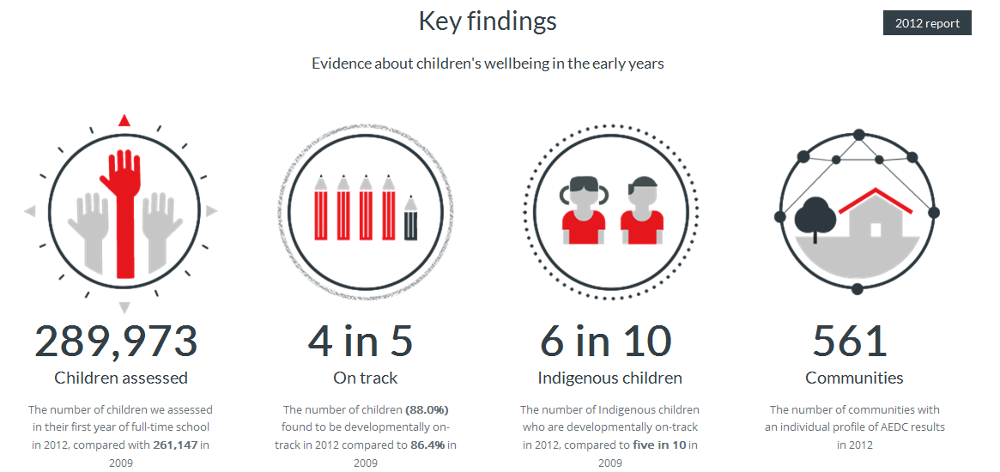 Key findings
2012 report
Evidence about children's wellbeing in the early years
289,973
Children assessed
The number of children we assessed
in their first year of full-time school
in 2012, compared with 261,147 in
2009
4 in 5
On track
The number of children (88.0%)
found to be developmentally on-
track in 2012 compared to 86.4% in
2009
6 in 10
Indigenous children
The number of Indigenous children
who are developmentally on-track
in 2012, compared to five in 10 in
2009
561
Communities
The number of communities with
an individual profile of AEDC results
in 2012